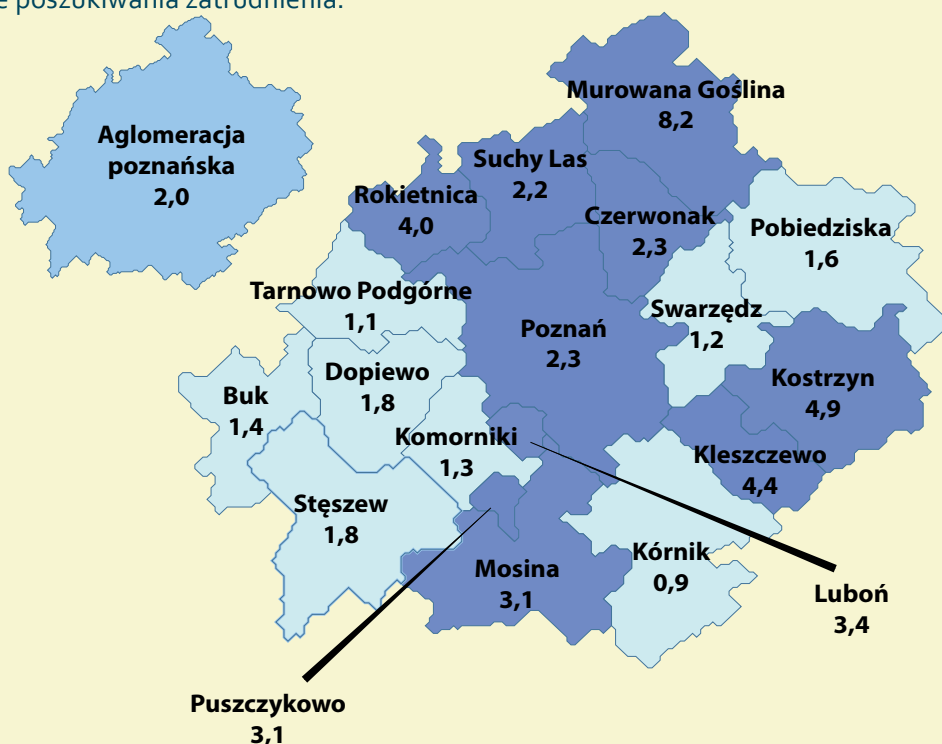 e poszukiwania zatrudnienia.
Aglomeracja
poznańska
2,0
Murowana Goślina
8,2
Suchy Las
2,2
Rokietnica
4,0
Czerwonak
2,3
Pobiedziska
1,6
Tarnowo Podgórne
1,1
Swarzędz
1,2
Poznań
2,3
Dopiewo
1,8
Kostrzyn
4,9
Buk
1,4
Komorniki
1,3
Kleszczewo
4,4
Stęszew
1,8
Kórnik
0,9
Mosina
3,1
Luboń
3,4
Puszczykowo
3,1